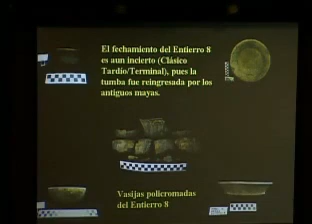 El fechamiento del Entierro 8
es aun incierto (Clásico
Tardío/Terminal), pues la
tumba fue reingresada por los
antiguos mayas.
Vasijas policromadas
del Entierro 8